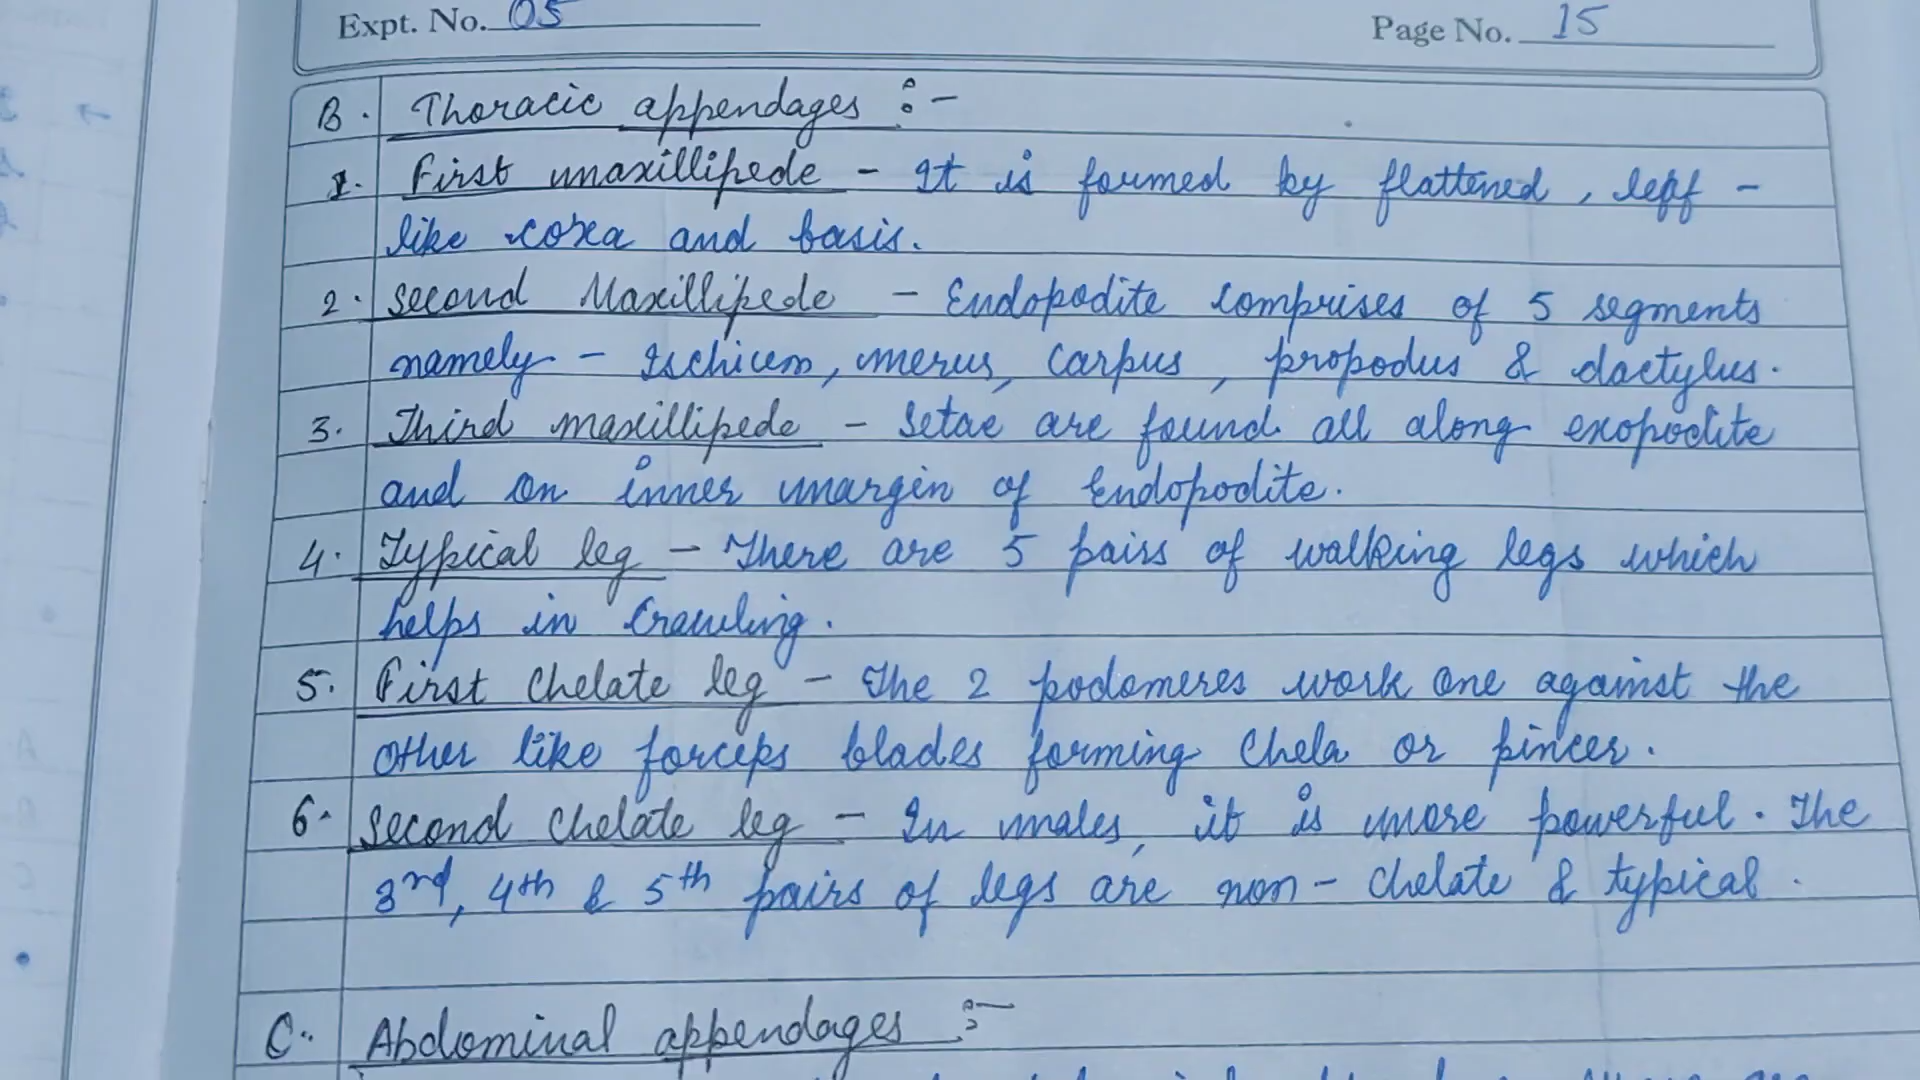 Expt. No. 05
Page No. 15
B. Thoracic appendages :-
1. First maxillipede - It is formed by flattened, leaf-
like coxa and basis.
2. Second Maxillipede - Endopodite comprises of 5 segments
namely - Ischium, merus, carpus, propodus & dactylus.
3. Third maxillipede - Setae are found all along exopodite
and on inner margin of Endopodite.
4. Typical leg - There are 5 pairs of walking legs which
helps in Crawling.
5. First Chelate leg - The 2 podomeres work one against the
other like forceps blades forming Chela or pincer.
6. Second Chelate leg - In males, it is more powerful. The
3rd, 4th & 5th pairs of legs are non-chelate & typical.
C. Abdominal appendages :-